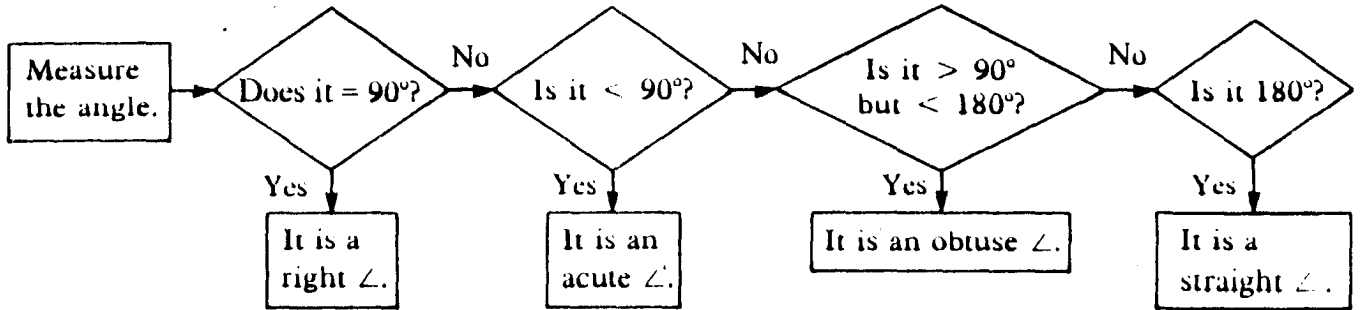 Measure
the angle.
Does it = 90°?
No
Is it < 90°?
No
Is it > 90°
but < 180°?
No
Is it 180°?
Yes
It is a
right ∠.
Yes
It is an
acute ∠.
Yes
It is an obtuse ∠.
Yes
It is a
straight ∠.